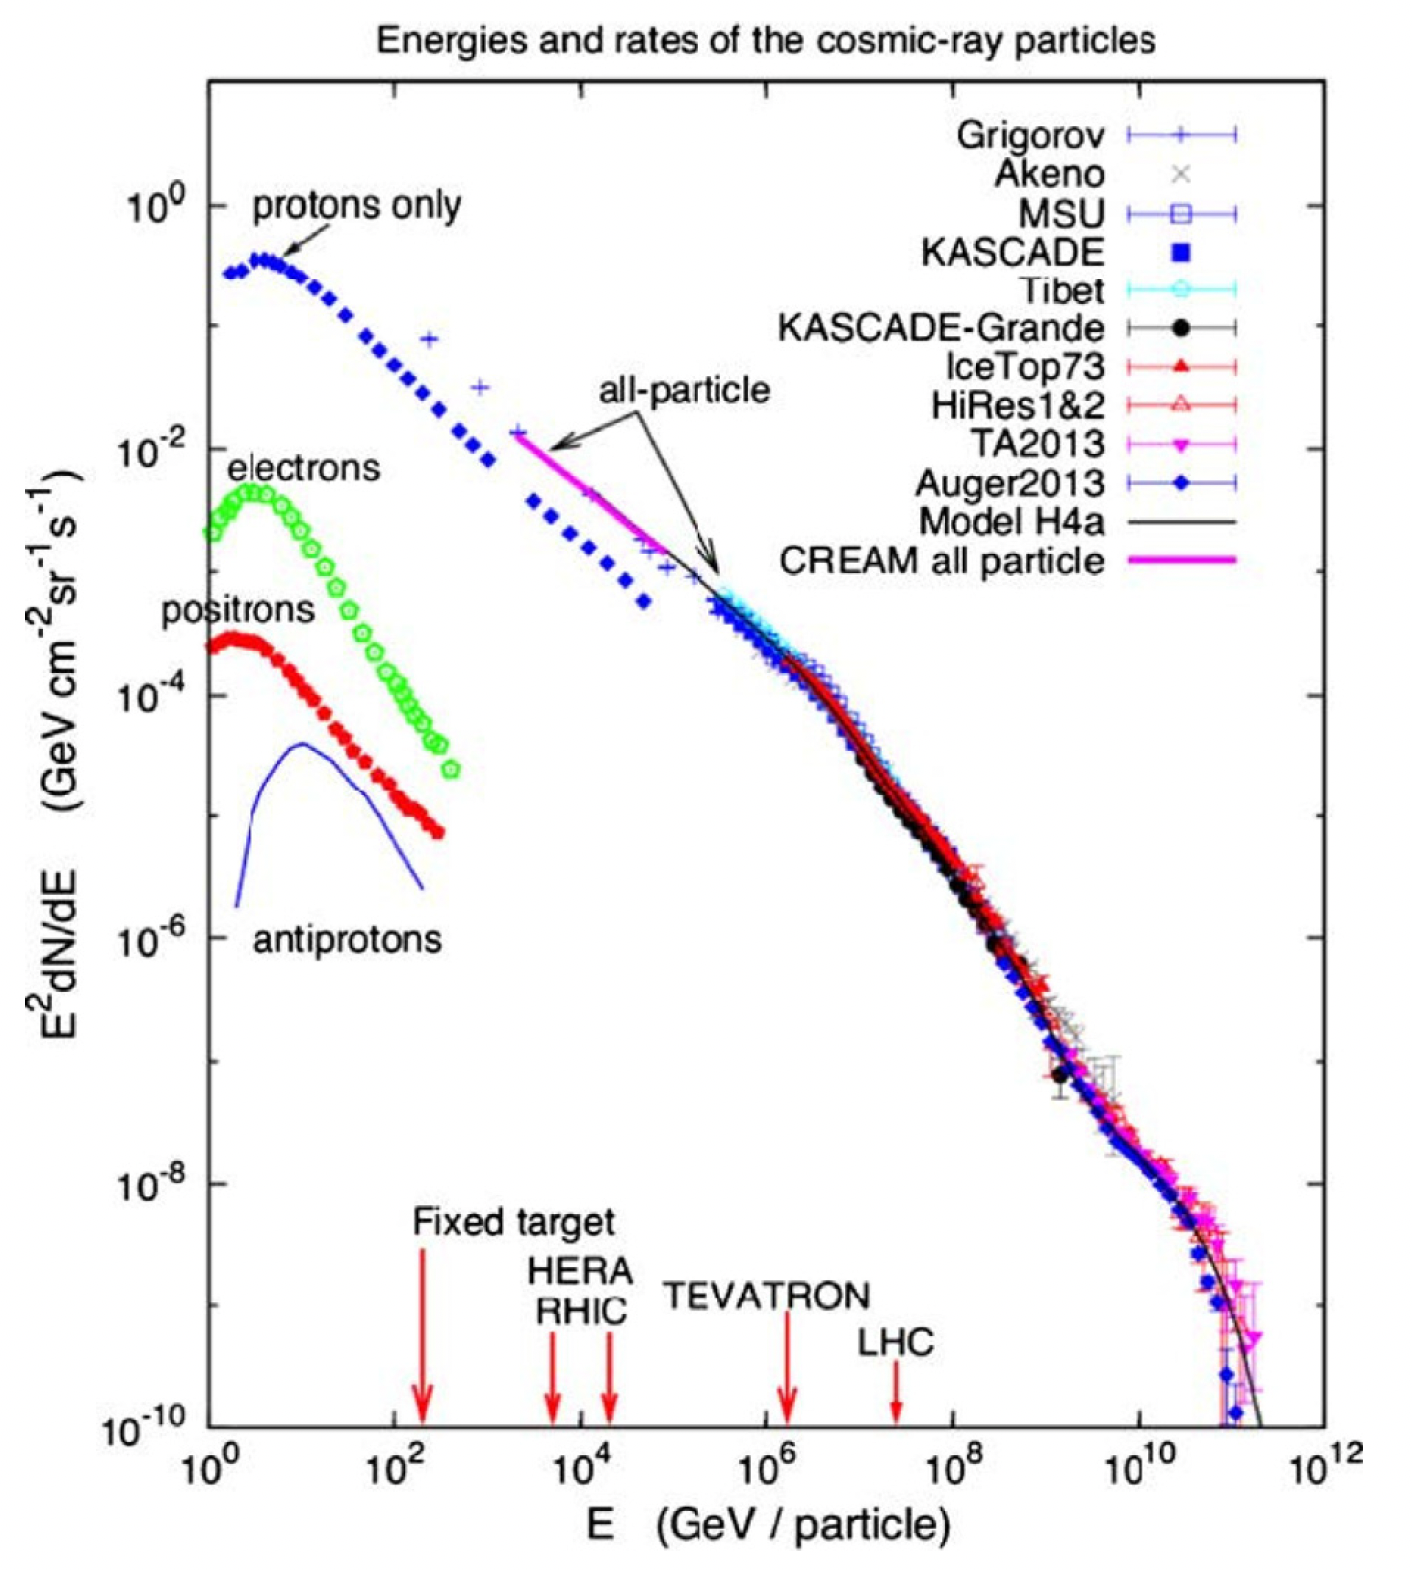 Energies and rates of the cosmic-ray particles
Grigorov
Akeno
MSU
KASCADE
Tibet
KASCADE-Grande
IceTop73
HiRes1&2
TA2013
Auger2013
Model H4a
CREAM all particle
protons only
all-particle
electrons
positrons
antiprotons
Fixed target
HERA
RHIC
TEVATRON
LHC
10⁰
10⁻²
10⁻⁴
10⁻⁶
10⁻⁸
10⁻¹⁰
E²dN/dE (GeV cm⁻²sr⁻¹s⁻¹)
10⁰ 10² 10⁴ 10⁶ 10⁸ 10¹⁰ 10¹²
E (GeV / particle)